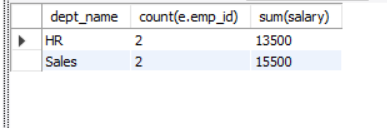 dept_name count(e.emp_id) sum(salary)
HR 2 13500
Sales 2 15500